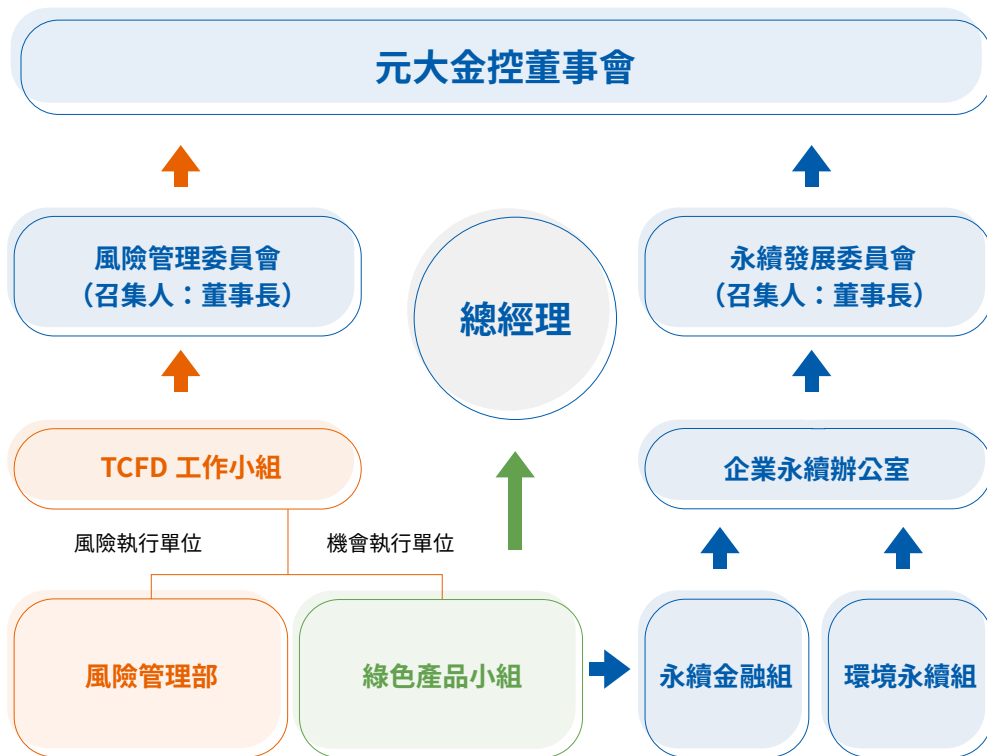 元大金控董事會
風險管理委員會
（召集人：董事長）
總經理
永續發展委員會
（召集人：董事長）
TCFD 工作小組
企業永續辦公室
風險執行單位
機會執行單位
風險管理部
綠色產品小組
永續金融組
環境永續組